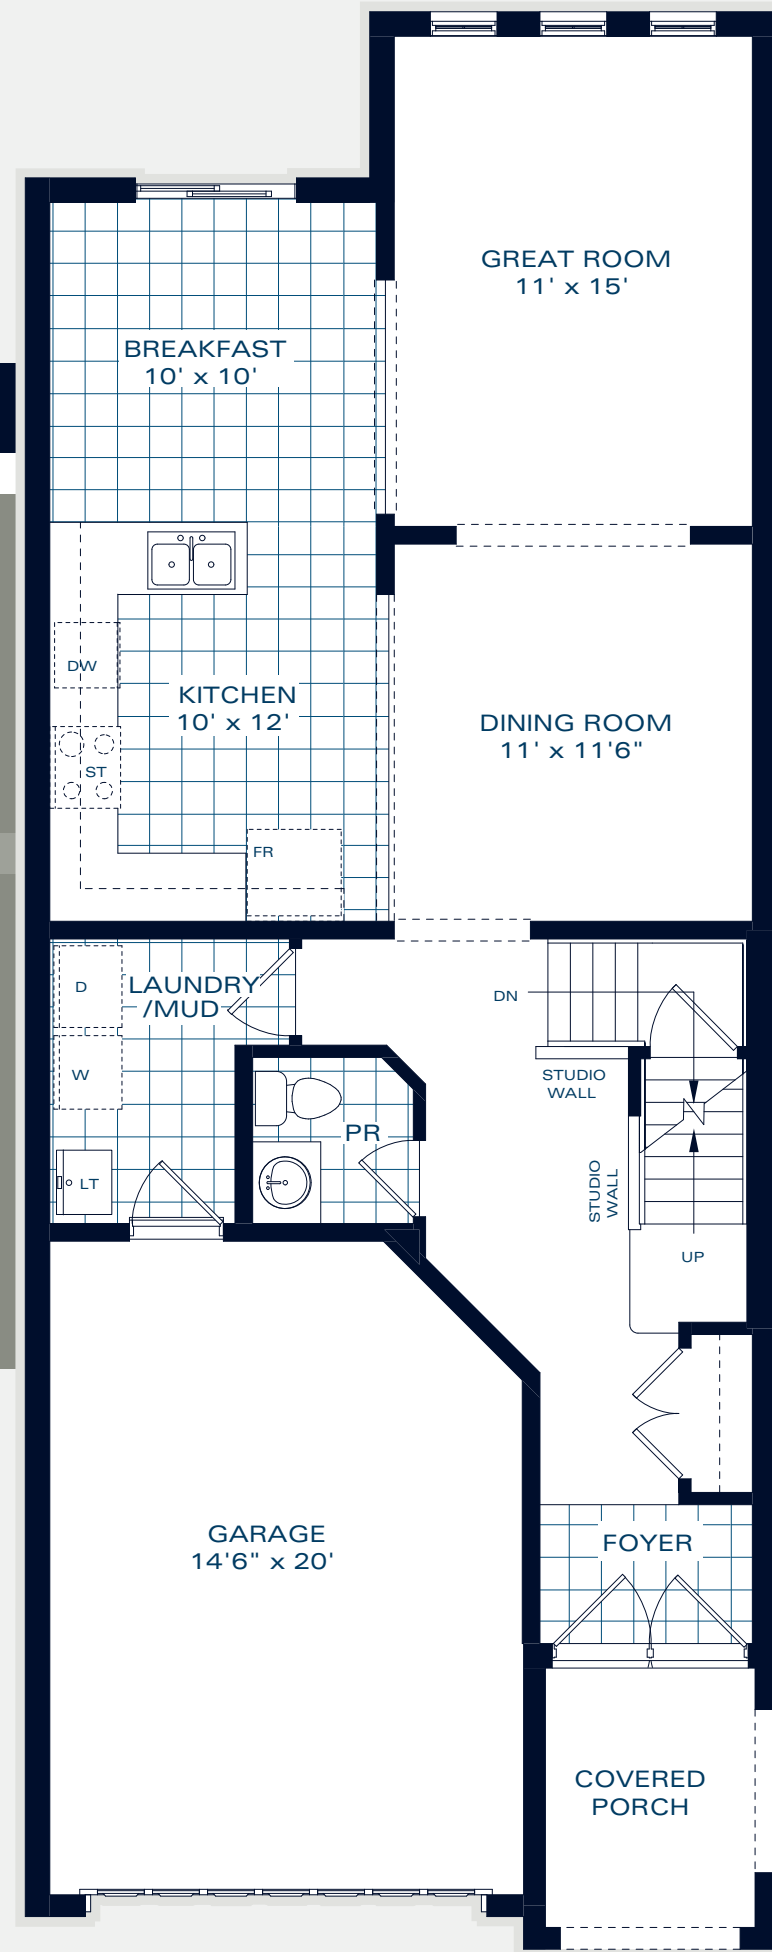 GREAT ROOM
11' x 15'
BREAKFAST
10' x 10'
DW
KITCHEN
10' x 12'
DINING ROOM
11' x 11'6"
ST
FR
D
LAUNDRY
/MUD
DN
W
STUDIO
WALL
PR
LT
STUDIO
WALL
UP
GARAGE
14'6" x 20'
FOYER
COVERED
PORCH